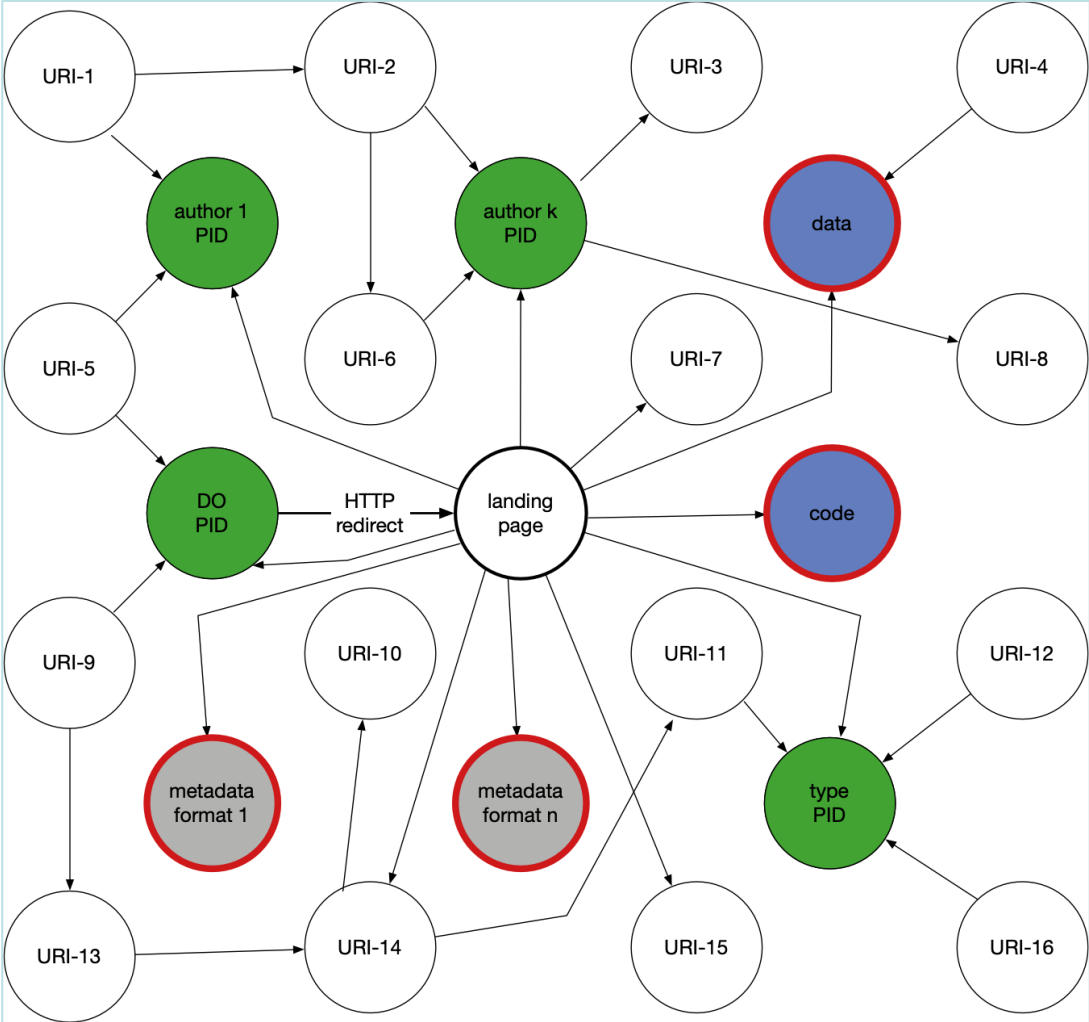 URI-1
URI-2
URI-3
URI-4
author 1
PID
author k
PID
data
URI-5
URI-6
URI-7
URI-8
DO
PID
HTTP
redirect
landing
page
code
URI-9
URI-10
URI-11
URI-12
metadata
format 1
metadata
format n
type
PID
URI-13
URI-14
URI-15
URI-16